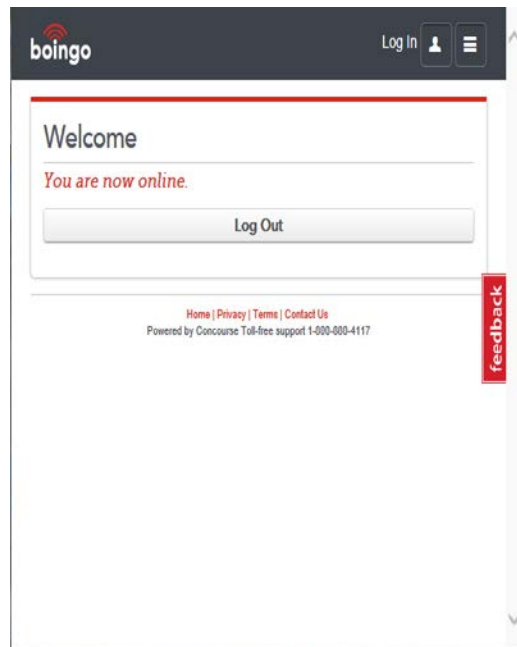 boingo
Log In
Welcome
You are now online.
Log Out
feedback
Home | Privacy | Terms | Contact Us
Powered by Concourse Toll-free support 1-800-880-4117